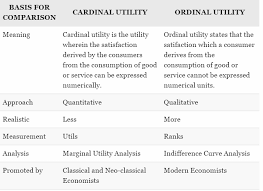 BASIS FOR COMPARISON CARDINAL UTILITY ORDINAL UTILITY
Meaning
Cardinal utility is the utility
wherein the satisfaction
derived by the consumers
from the consumption of good
or service can be expressed
numerically.
Ordinal utility states that the
satisfaction which a consumer
derives from the
consumption of good or
service cannot be expressed
numerical units.
Approach Quantitative Qualitative
Realistic Less More
Measurement Utils Ranks
Analysis Marginal Utility Analysis Indifference Curve Analysis
Promoted by
Classical and Neo-classical
Economists
Modern Economists